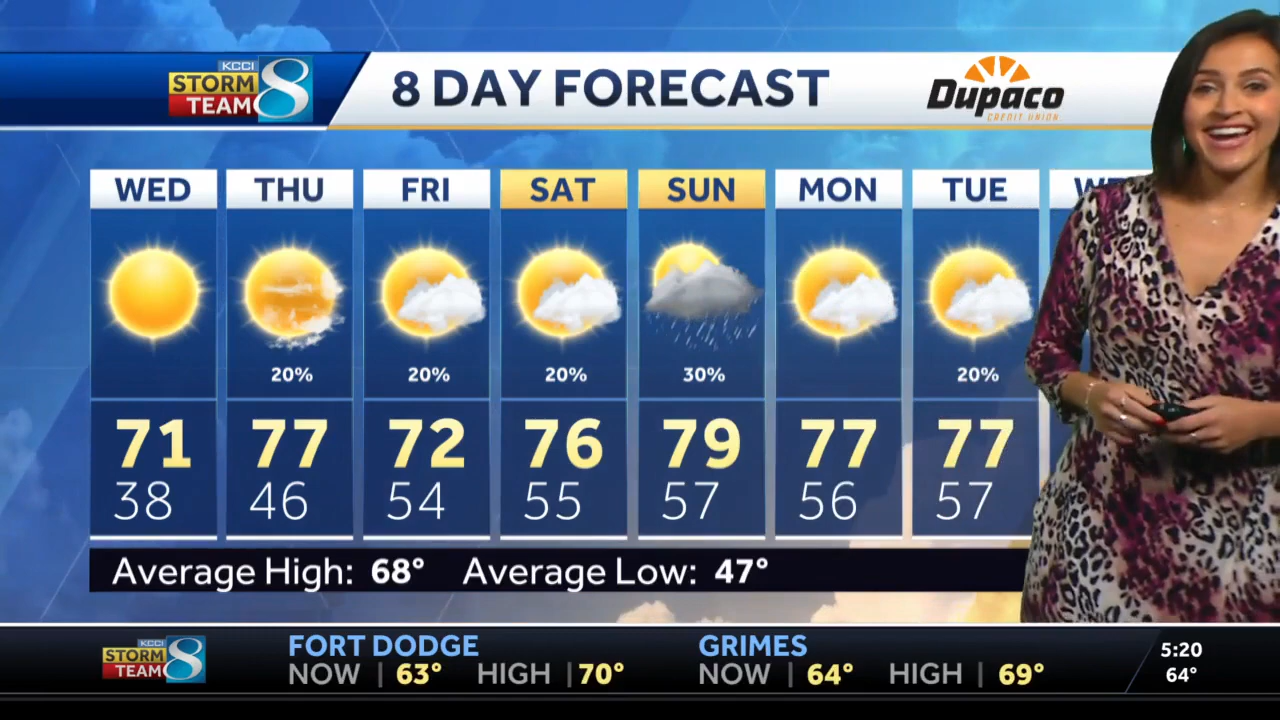 KCCI
STORM
TEAM 8
8 DAY FORECAST
Dupaco
CREDIT UNION
WED THU FRI SAT SUN MON TUE
20% 20% 20% 30% 20%
71 77 72 76 79 77 77
38 46 54 55 57 56 57
Average High: 68° Average Low: 47°
KCCI
STORM
TEAM 8
FORT DODGE GRIMES 5:20
NOW | 63° HIGH | 70° NOW | 64° HIGH | 69° 64°